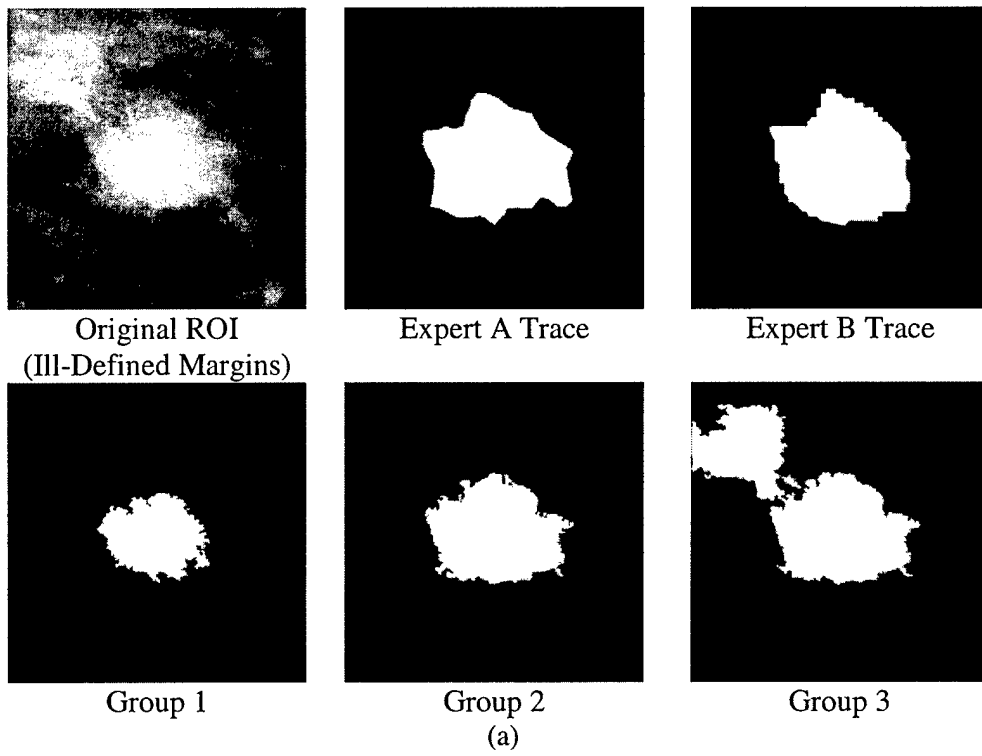 Original ROI
(Ill-Defined Margins)
Expert A Trace
Expert B Trace
Group 1
Group 2
Group 3
(a)